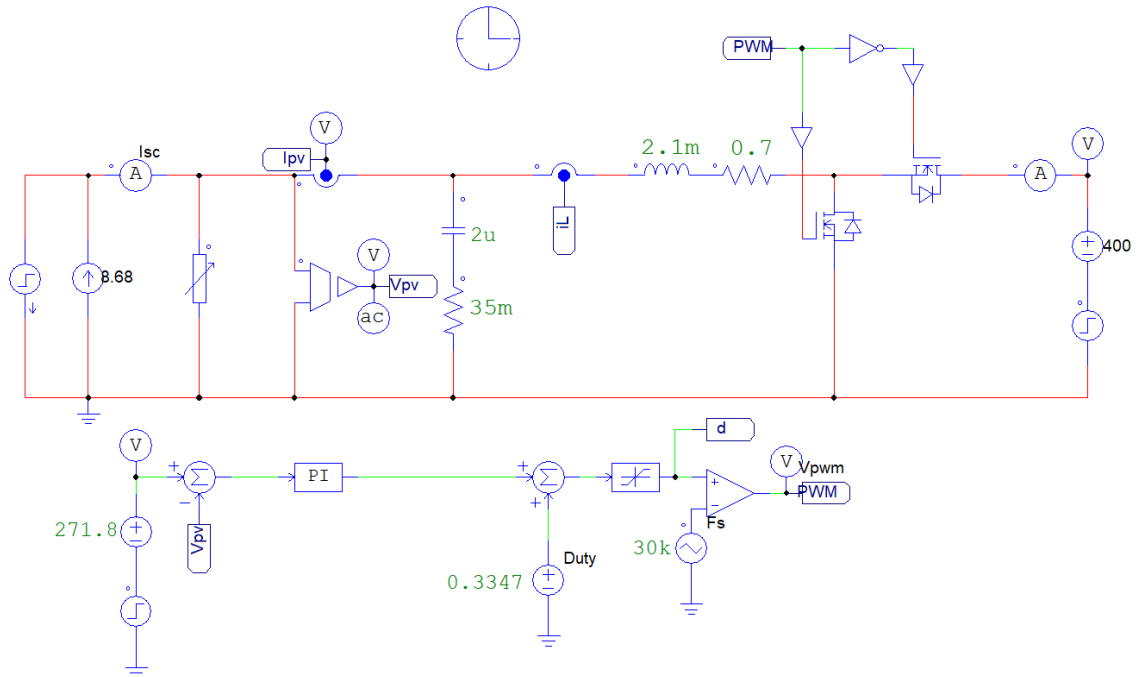 PWM
V
Isc
Ipv
2.1m
0.7
V
A
A
iL
8.68
2u
V
Vpv
ac
35m
400
V
d
PI
V
Vpwm
PWM
271.8
Vpv
Fs
30k
Duty
0.3347